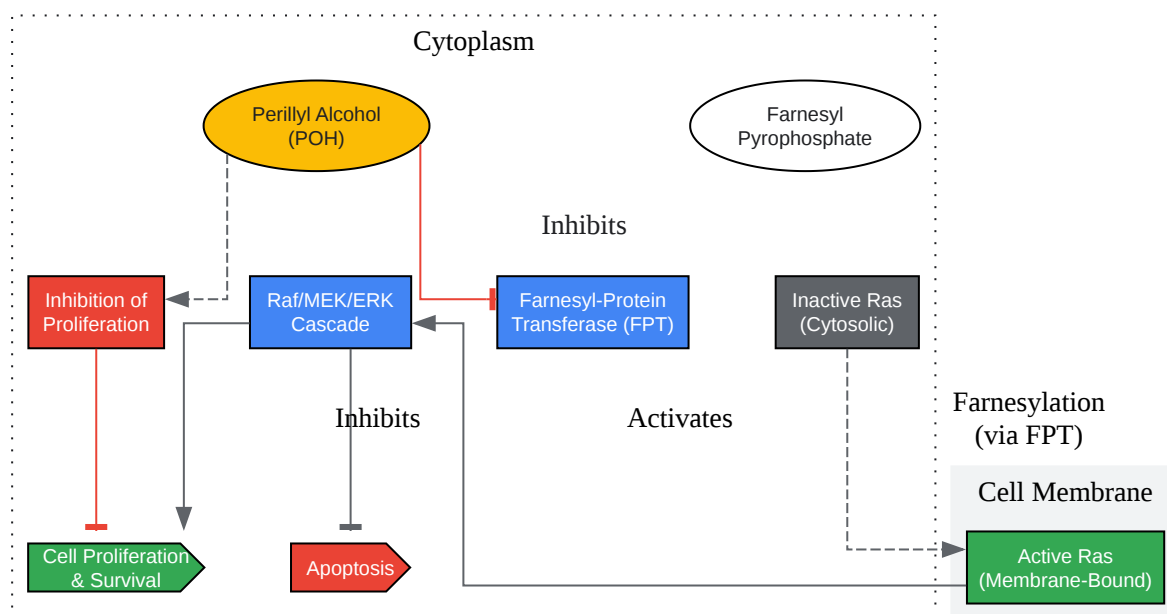 Cytoplasm
Perillyl Alcohol
(POH)
Farnesyl
Pyrophosphate
Inhibits
Inhibition of
Proliferation
Raf/MEK/ERK
Cascade
Farnesyl-Protein
Transferase (FPT)
Inactive Ras
(Cytosolic)
Inhibits
Activates
Farnesylation
(via FPT)
Cell Membrane
Cell Proliferation
& Survival
Apoptosis
Active Ras
(Membrane-Bound)